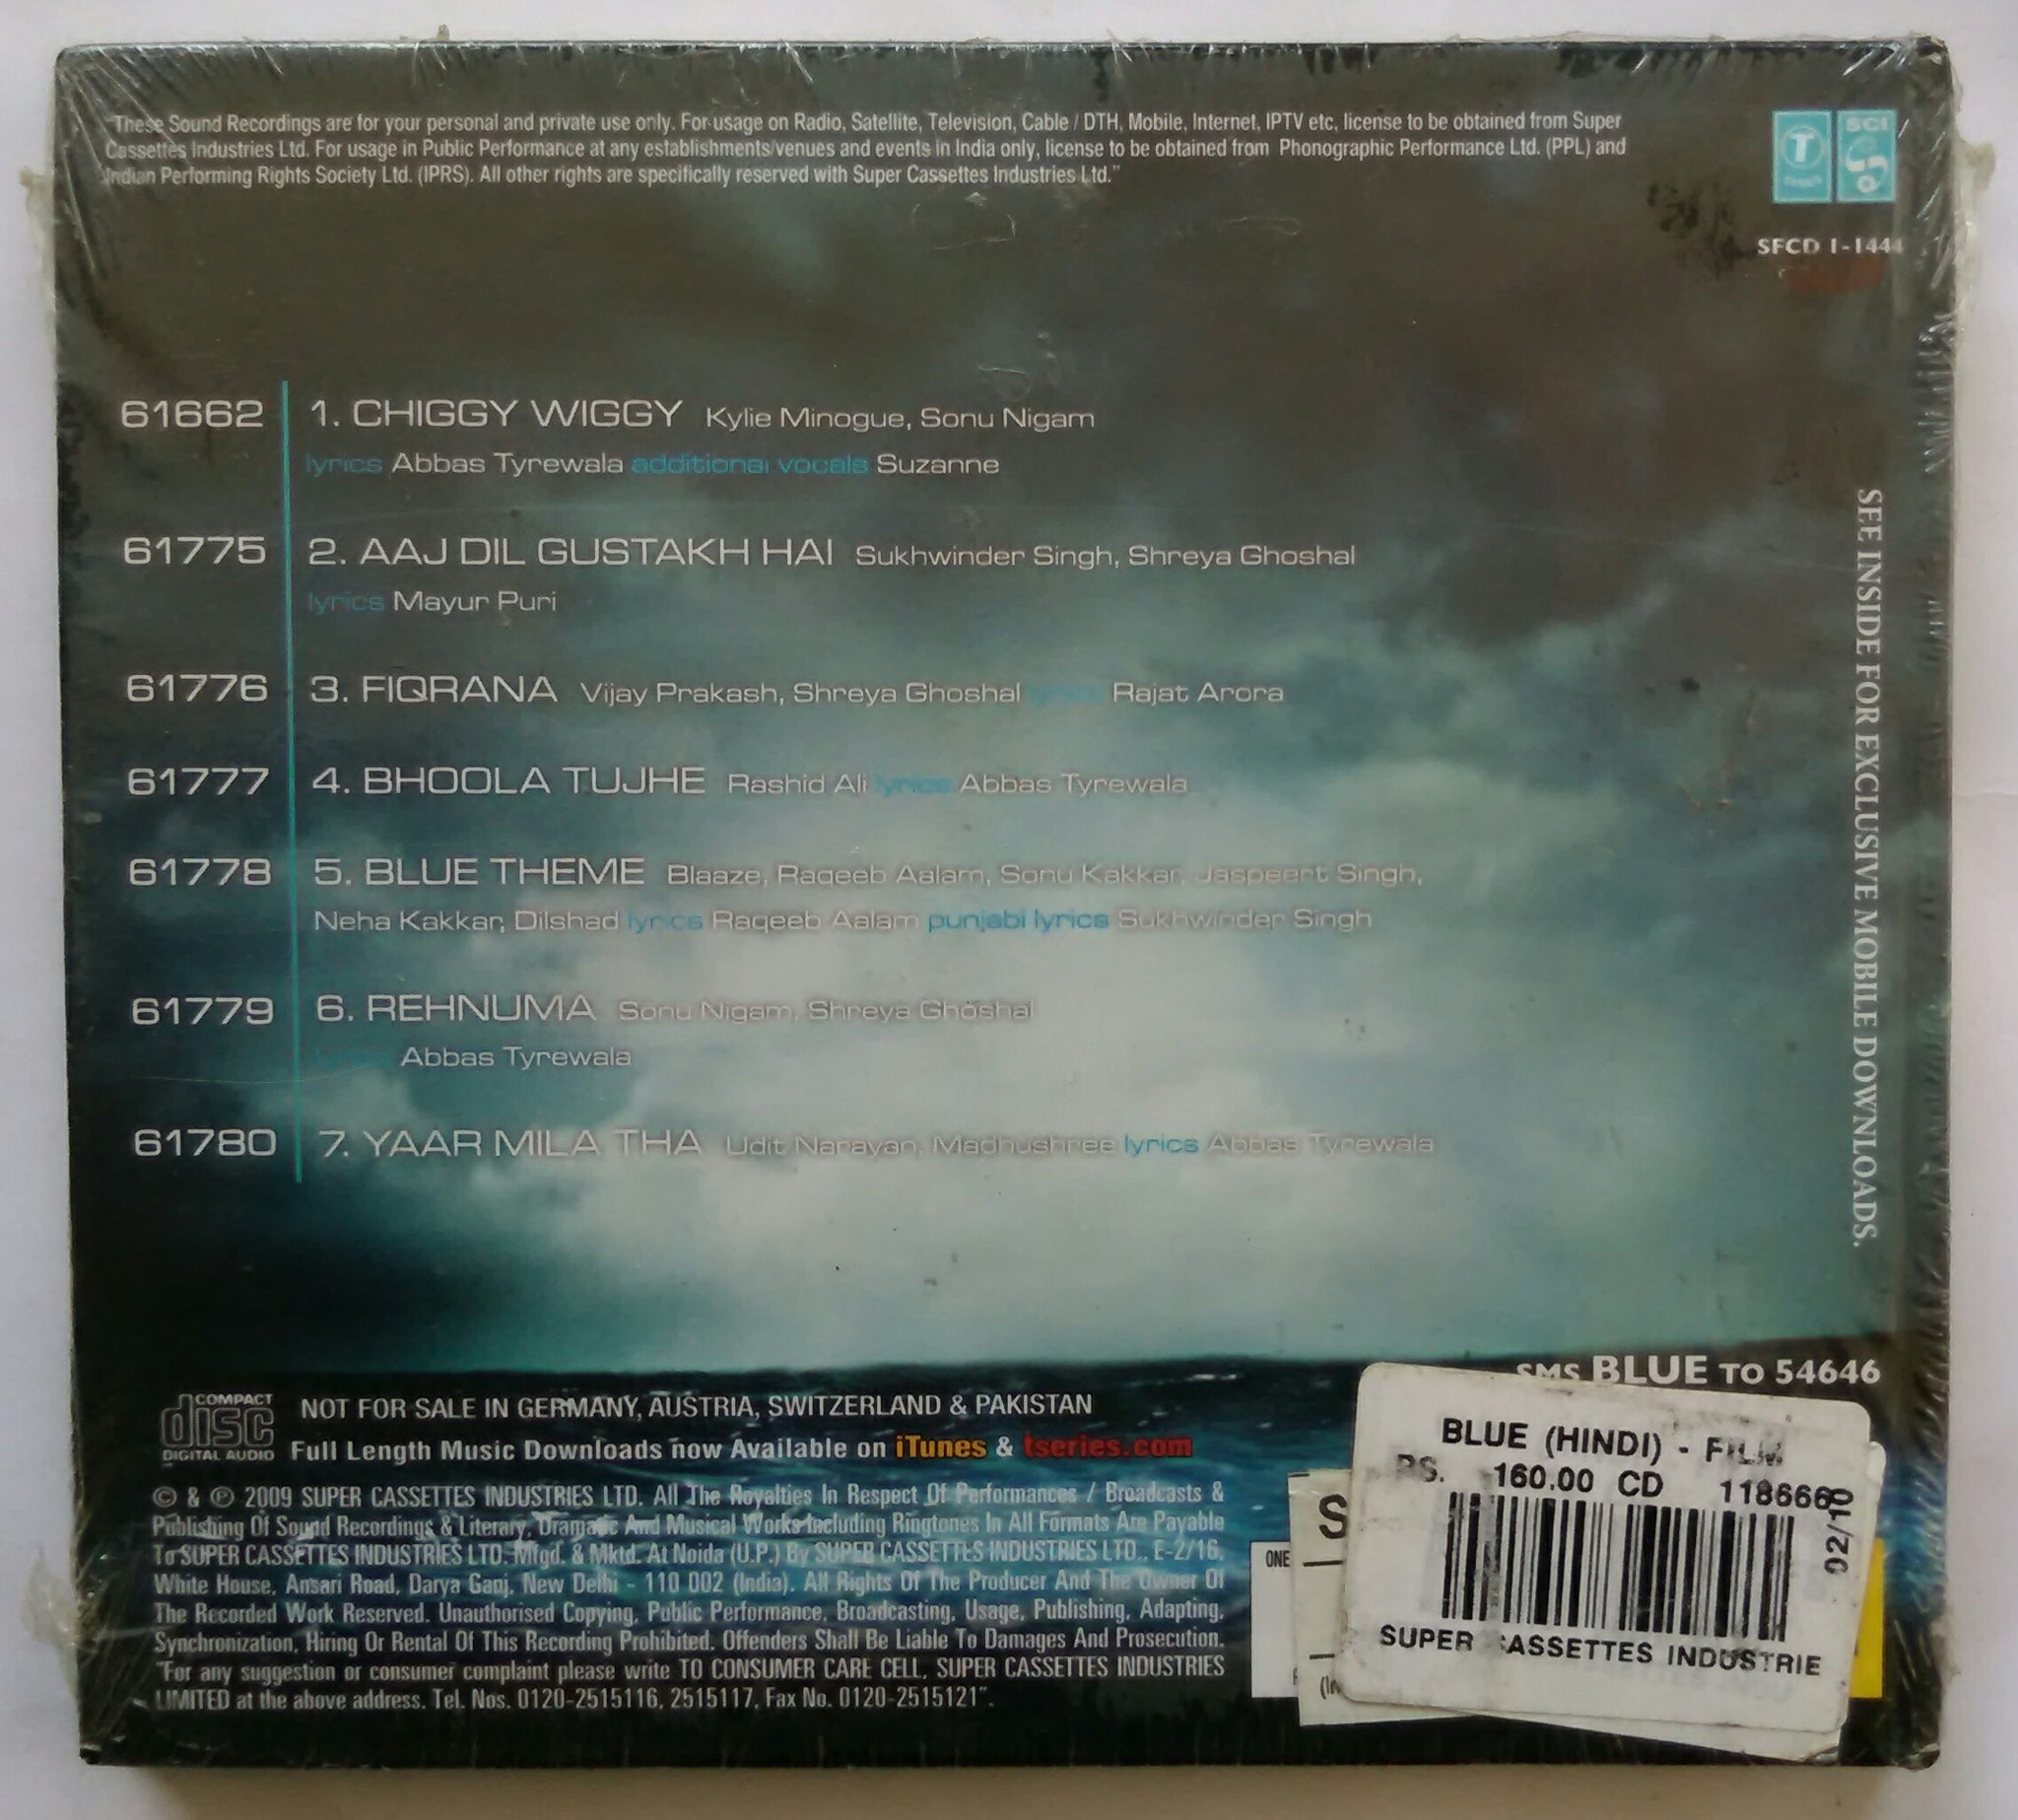 "These Sound Recordings are for your personal and private use only. For usage on Radio, Satellite, Television, Cable / DTH, Mobile, Internet, IPTV etc, license to be obtained from Super
Cassettes Industries Ltd. For usage in Public Performance at any establishments/venues and events in India only, license to be obtained from Phonographic Performance Ltd. (PPL) and
Indian Performing Rights Society Ltd. (IPRS). All other rights are specifically reserved with Super Cassettes Industries Ltd."
T
SERIES
SCI
SFCD 1-1444
61662 1. CHIGGY WIGGY Kylie Minogue, Sonu Nigam
lyrics Abbas Tyrewala additional vocals Suzanne
61775 2. AAJ DIL GUSTAKH HAI Sukhwinder Singh, Shreya Ghoshal
lyrics Mayur Puri
61776 3. FIQRANA Vijay Prakash, Shreya Ghoshal lyrics Rajat Arora
61777 4. BHOOLA TUJHE Rashid Ali lyrics Abbas Tyrewala
61778 5. BLUE THEME Blaaze, Raqeeb Aalam, Sonu Kakkar, Jaspeert Singh,
Neha Kakkar, Dilshad lyrics Raqeeb Aalam punjabi lyrics Sukhwinder Singh
61779 6. REHNUMA Sonu Nigam, Shreya Ghoshal
lyrics Abbas Tyrewala
61780 7. YAAR MILA THA Udit Narayan, Madhushree lyrics Abbas Tyrewala
SEE INSIDE FOR EXCLUSIVE MOBILE DOWNLOADS.
SMS BLUE TO 54646
COMPACT
disc
DIGITAL AUDIO
NOT FOR SALE IN GERMANY, AUSTRIA, SWITZERLAND & PAKISTAN
Full Length Music Downloads now Available on iTunes & tseries.com
© & ℗ 2009 SUPER CASSETTES INDUSTRIES LTD. All The Royalties In Respect Of Performances / Broadcasts &
Publishing Of Sound Recordings & Literary, Dramatic And Musical Works Including Ringtones In All Formats Are Payable
To SUPER CASSETTES INDUSTRIES LTD. Mfgd. & Mktd. At Noida (U.P.) By SUPER CASSETTES INDUSTRIES LTD., E-2/16,
White House, Ansari Road, Darya Ganj, New Delhi - 110 002 (India). All Rights Of The Producer And The Owner Of
The Recorded Work Reserved. Unauthorised Copying, Public Performance, Broadcasting, Usage, Publishing, Adapting,
Synchronization, Hiring Or Rental Of This Recording Prohibited. Offenders Shall Be Liable To Damages And Prosecution.
"For any suggestion or consumer complaint please write TO CONSUMER CARE CELL, SUPER CASSETTES INDUSTRIES
LIMITED at the above address. Tel. Nos. 0120-2515116, 2515117, Fax No. 0120-2515121".
ONE
S
BLUE (HINDI) - FILM
RS. 160.00 CD
02/10
SUPER CASSETTES INDUSTRIE